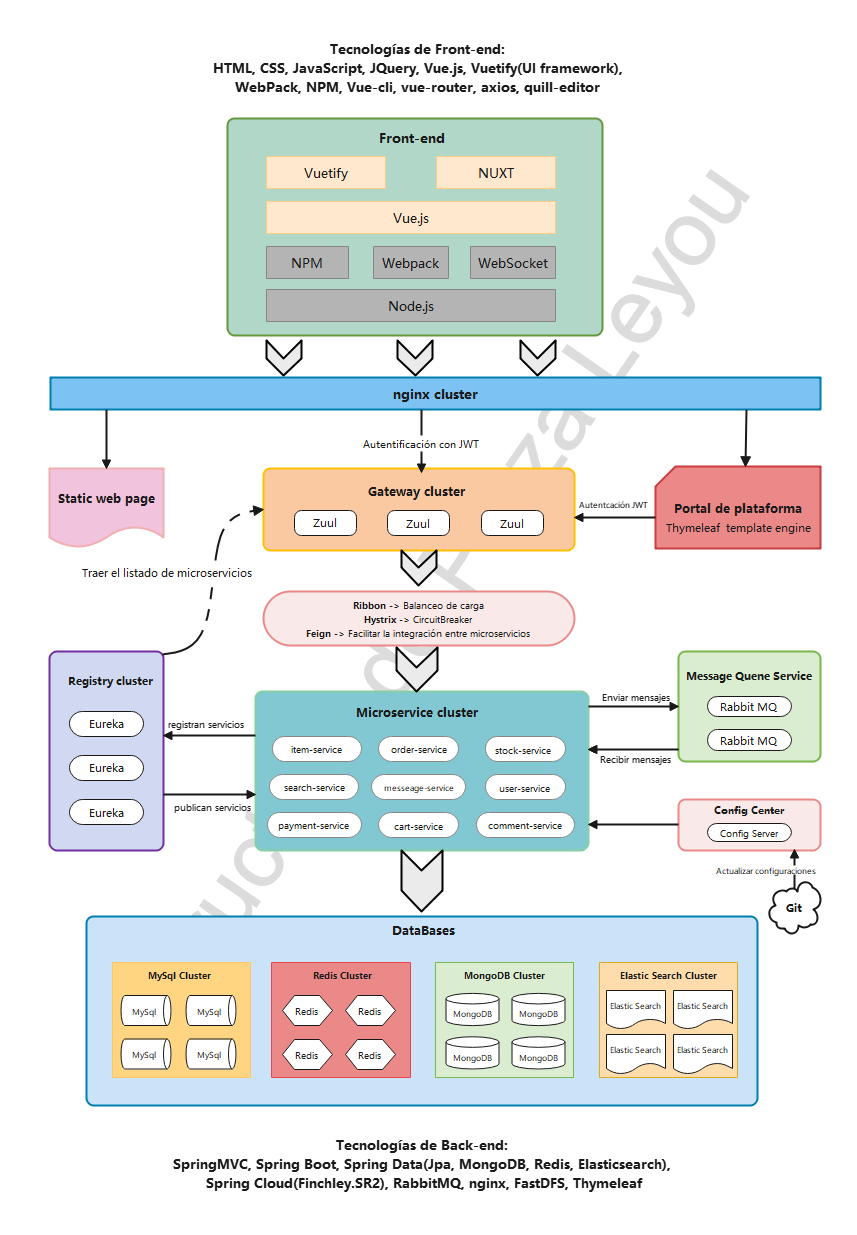 Tecnologías de Front-end:
HTML, CSS, JavaScript, JQuery, Vue.js, Vuetify(UI framework),
WebPack, NPM, Vue-cli, vue-router, axios, quill-editor
Front-end
Vuetify
NUXT
Vue.js
NPM
Webpack
WebSocket
Node.js
nginx cluster
Autentificación con JWT
Static web page
Gateway cluster
Zuul
Zuul
Zuul
Autentcación JWT
Portal de plataforma
Thymeleaf template engine
Traer el listado de microservicios
Ribbon -> Balanceo de carga
Hystrix -> CircuitBreaker
Feign -> Facilitar la integración entre microservicios
Registry cluster
Eureka
Eureka
Eureka
registran servicios
publican servicios
Microservice cluster
item-service
order-service
stock-service
search-service
messeage-service
user-service
payment-service
cart-service
comment-service
Enviar mensajes
Recibir mensajes
Message Quene Service
Rabbit MQ
Rabbit MQ
Config Center
Config Server
Actualizar configuraciones
Git
DataBases
MySql Cluster
MySql
MySql
MySql
MySql
Redis Cluster
Redis
Redis
Redis
Redis
MongoDB Cluster
MongoDB
MongoDB
MongoDB
MongoDB
Elastic Search Cluster
Elastic Search
Elastic Search
Elastic Search
Elastic Search
Tecnologías de Back-end:
SpringMVC, Spring Boot, Spring Data(Jpa, MongoDB, Redis, Elasticsearch),
Spring Cloud(Finchley.SR2), RabbitMQ, nginx, FastDFS, Thymeleaf
Leyou